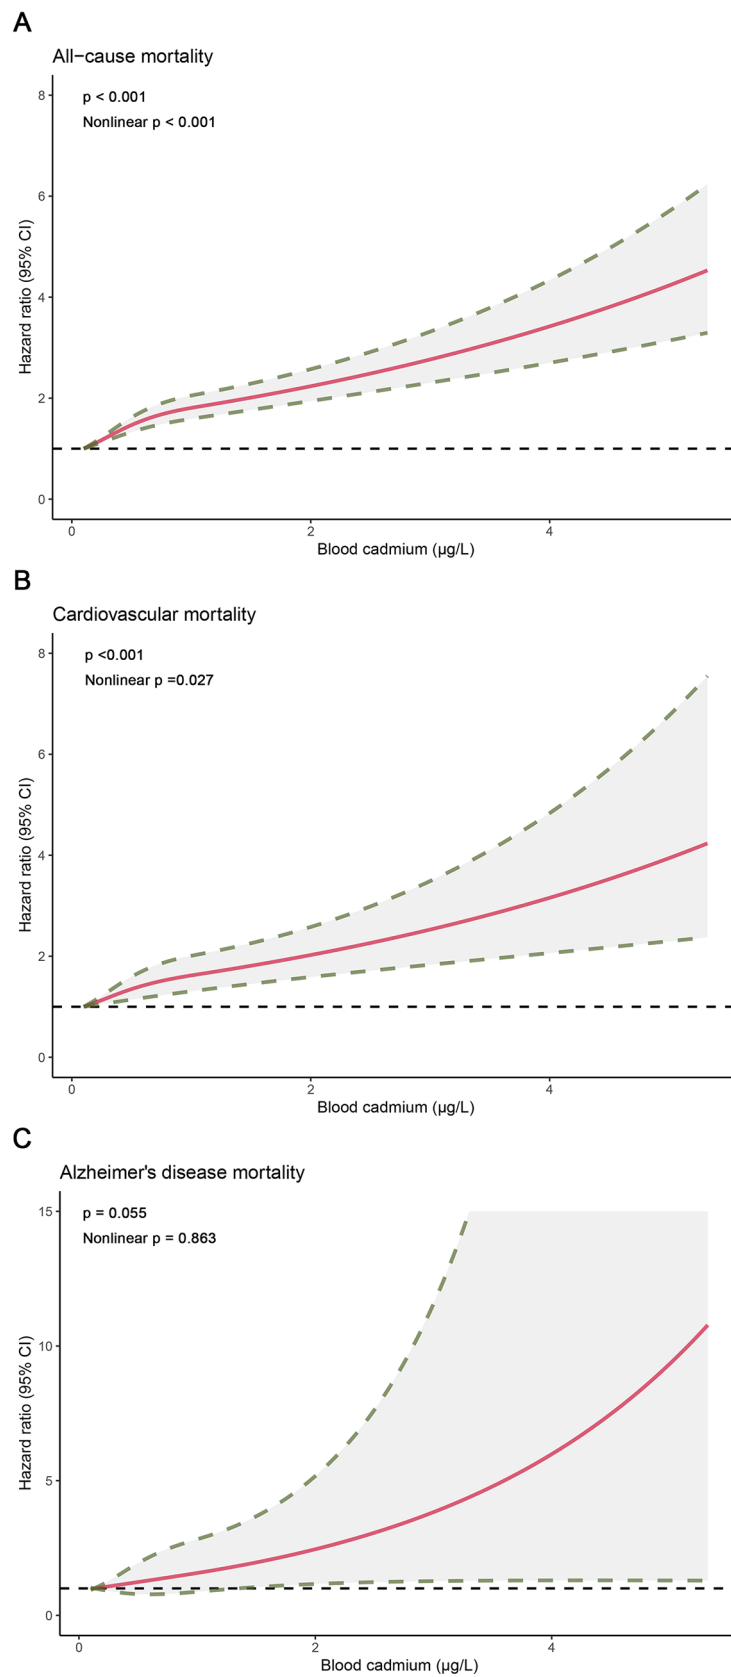 A
All−cause mortality
p < 0.001
Nonlinear p < 0.001
8
6
4
2
0
Hazard ratio (95% CI)
0 2 4
Blood cadmium (µg/L)
B
Cardiovascular mortality
p <0.001
Nonlinear p =0.027
8
6
4
2
0
Hazard ratio (95% CI)
0 2 4
Blood cadmium (µg/L)
C
Alzheimer's disease mortality
p = 0.055
Nonlinear p = 0.863
15
10
5
0
Hazard ratio (95% CI)
0 2 4
Blood cadmium (µg/L)